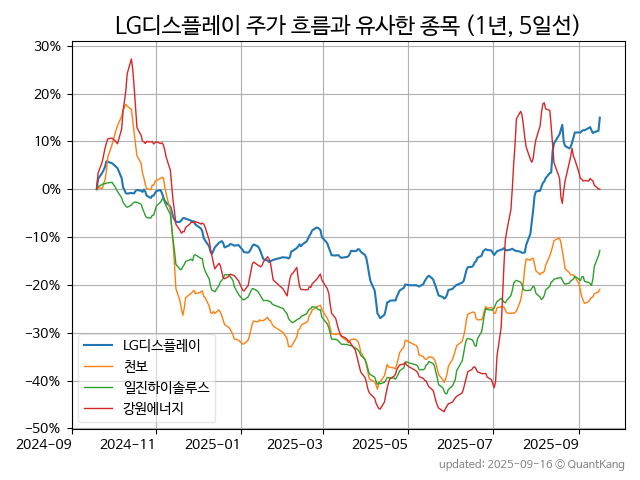 LG디스플레이 주가 흐름과 유사한 종목 (1년, 5일선)
30%
20%
10%
0%
−10%
−20%
−30%
−40%
−50%
LG디스플레이
천보
일진하이솔루스
강원에너지
2024-09
2024-11
2025-01
2025-03
2025-05
2025-07
2025-09
updated: 2025-09-16 ⓒ QuantKang